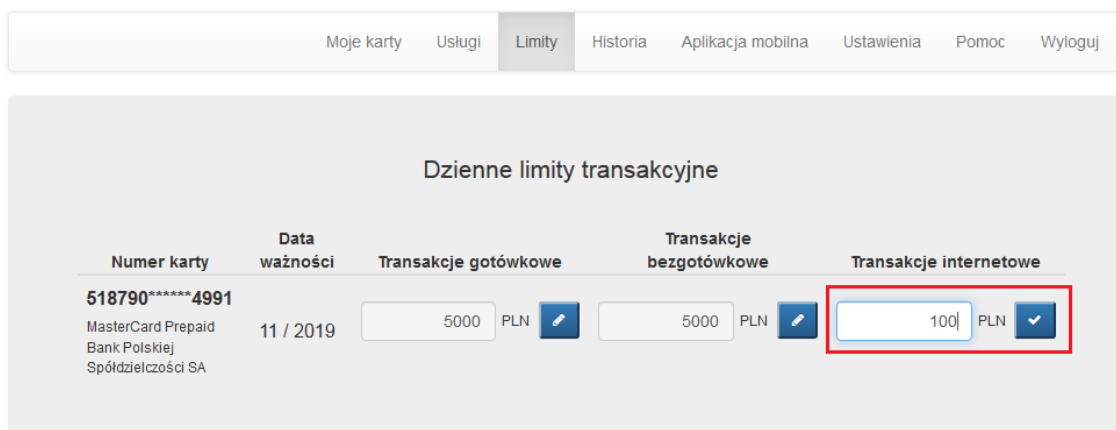 Moje karty Usługi Limity Historia Aplikacja mobilna Ustawienia Pomoc Wyloguj
Dzienne limity transakcyjne
Numer karty Data ważności Transakcje gotówkowe Transakcje bezgotówkowe Transakcje internetowe
518790******4991
MasterCard Prepaid
Bank Polskiej
Spółdzielczości SA
11 / 2019
5000 PLN 5000 PLN 100 PLN